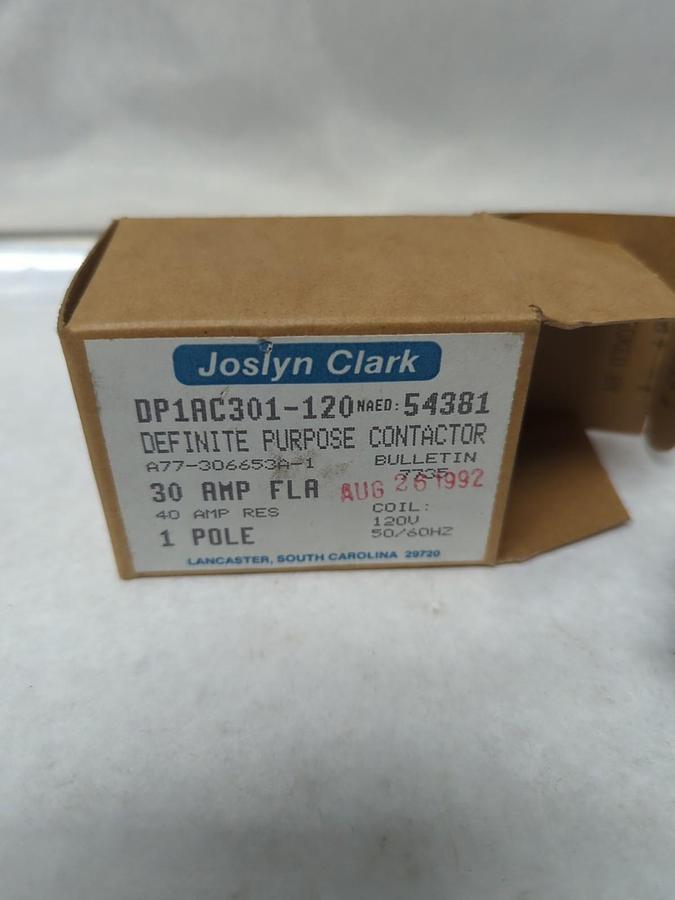 Joslyn Clark
DP1AC301-120 NAED: 54381
DEFINITE PURPOSE CONTACTOR
A77-306653A-1 BULLETIN
7735
30 AMP FLA AUG 26 1992
40 AMP RES COIL:
120V
1 POLE 50/60HZ
LANCASTER, SOUTH CAROLINA 29720